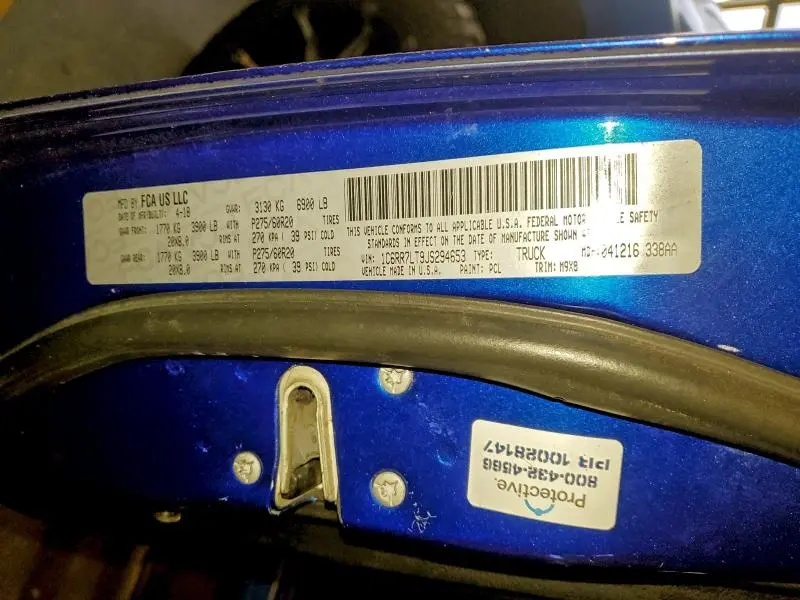 MFD BY FCA US LLC
DATE OF MFR/BUILT: 4-18 GVWR: 3130 KG 6900 LB
GAWR FRONT: 1770 KG 3900 LB WITH P275/60R20 TIRES
20X8.0 RIMS AT 270 KPA ( 39 PSI) COLD
GAWR REAR: 1770 KG 3900 LB WITH P275/60R20 TIRES
20X8.0 RIMS AT 270 KPA ( 39 PSI) COLD
THIS VEHICLE CONFORMS TO ALL APPLICABLE U.S.A. FEDERAL MOTOR SAFETY
STANDARDS IN EFFECT ON THE DATE OF MANUFACTURE SHOWN
VIN: 1C6RR7LT9JS294653 TYPE: TRUCK MDH: 041216 338AA
VEHICLE MADE IN U.S.A. PAINT: PCL TRIM: M9X8
Protective.
800-432-4566
PIR 10028147